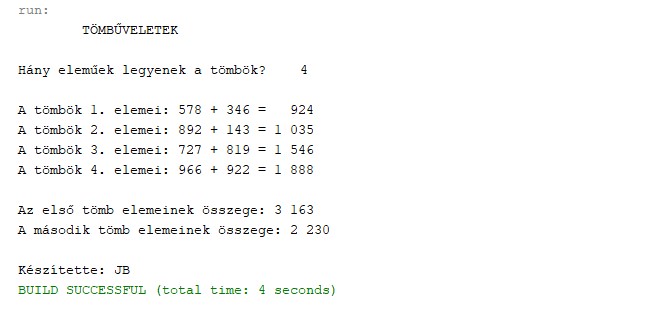 run:
TÖMBŰVELETEK
Hány eleműek legyenek a tömbök? 4
A tömbök 1. elemei: 578 + 346 = 924
A tömbök 2. elemei: 892 + 143 = 1 035
A tömbök 3. elemei: 727 + 819 = 1 546
A tömbök 4. elemei: 966 + 922 = 1 888
Az első tömb elemeinek összege: 3 163
A második tömb elemeinek összege: 2 230
Készítette: JB
BUILD SUCCESSFUL (total time: 4 seconds)